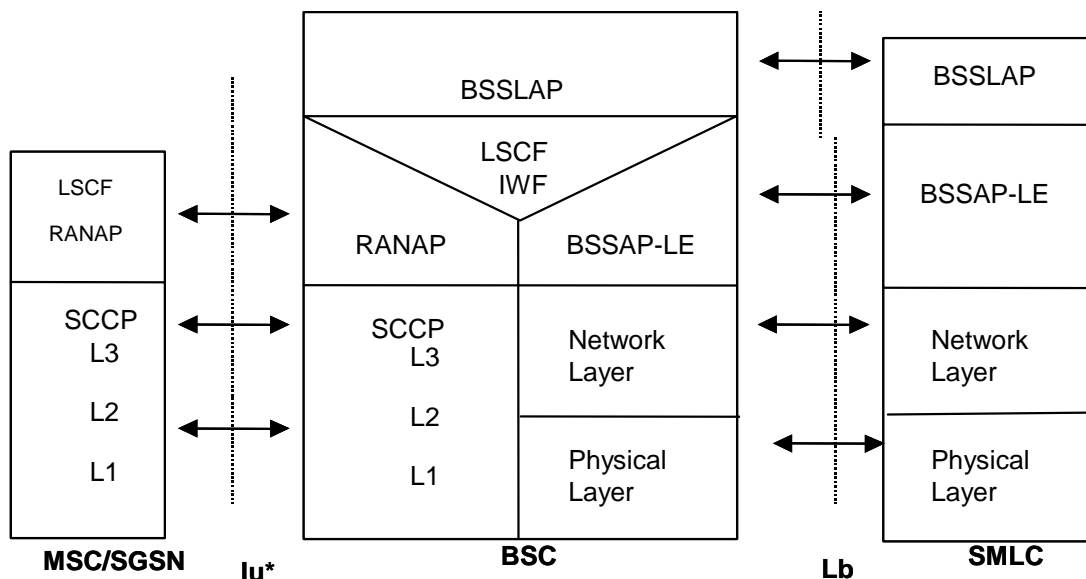 LSCF
RANAP
SCCP
L3
L2
L1
MSC/SGSN
Iu*
BSSLAP
LSCF
IWF
RANAP
BSSAP-LE
SCCP
L3
L2
L1
Network
Layer
Physical
Layer
BSC
Lb
BSSLAP
BSSAP-LE
Network
Layer
Physical
Layer
SMLC